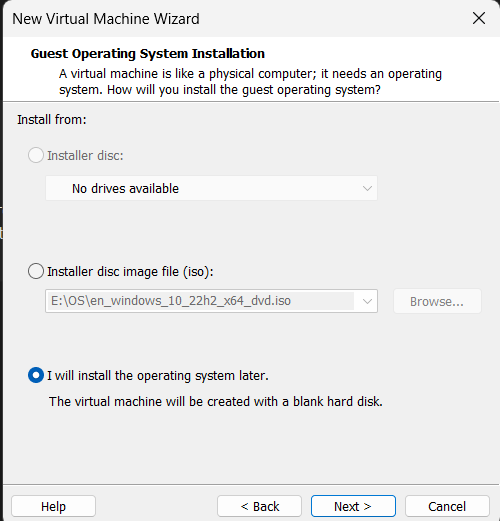 New Virtual Machine Wizard
Guest Operating System Installation
A virtual machine is like a physical computer; it needs an operating
system. How will you install the guest operating system?
Install from:
Installer disc:
No drives available
Installer disc image file (iso):
E:\OS\en_windows_10_22h2_x64_dvd.iso
Browse...
I will install the operating system later.
The virtual machine will be created with a blank hard disk.
Help
< Back
Next >
Cancel